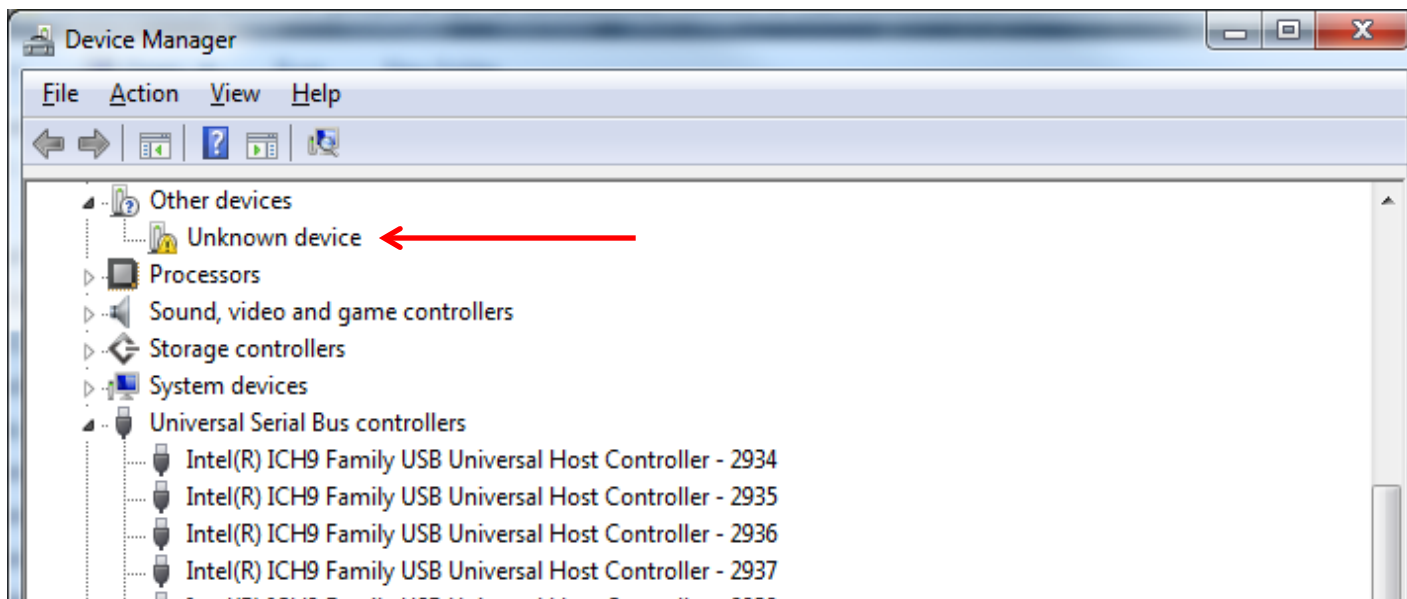 Device Manager
File Action View Help
Other devices
Unknown device
Processors
Sound, video and game controllers
Storage controllers
System devices
Universal Serial Bus controllers
Intel(R) ICH9 Family USB Universal Host Controller - 2934
Intel(R) ICH9 Family USB Universal Host Controller - 2935
Intel(R) ICH9 Family USB Universal Host Controller - 2936
Intel(R) ICH9 Family USB Universal Host Controller - 2937